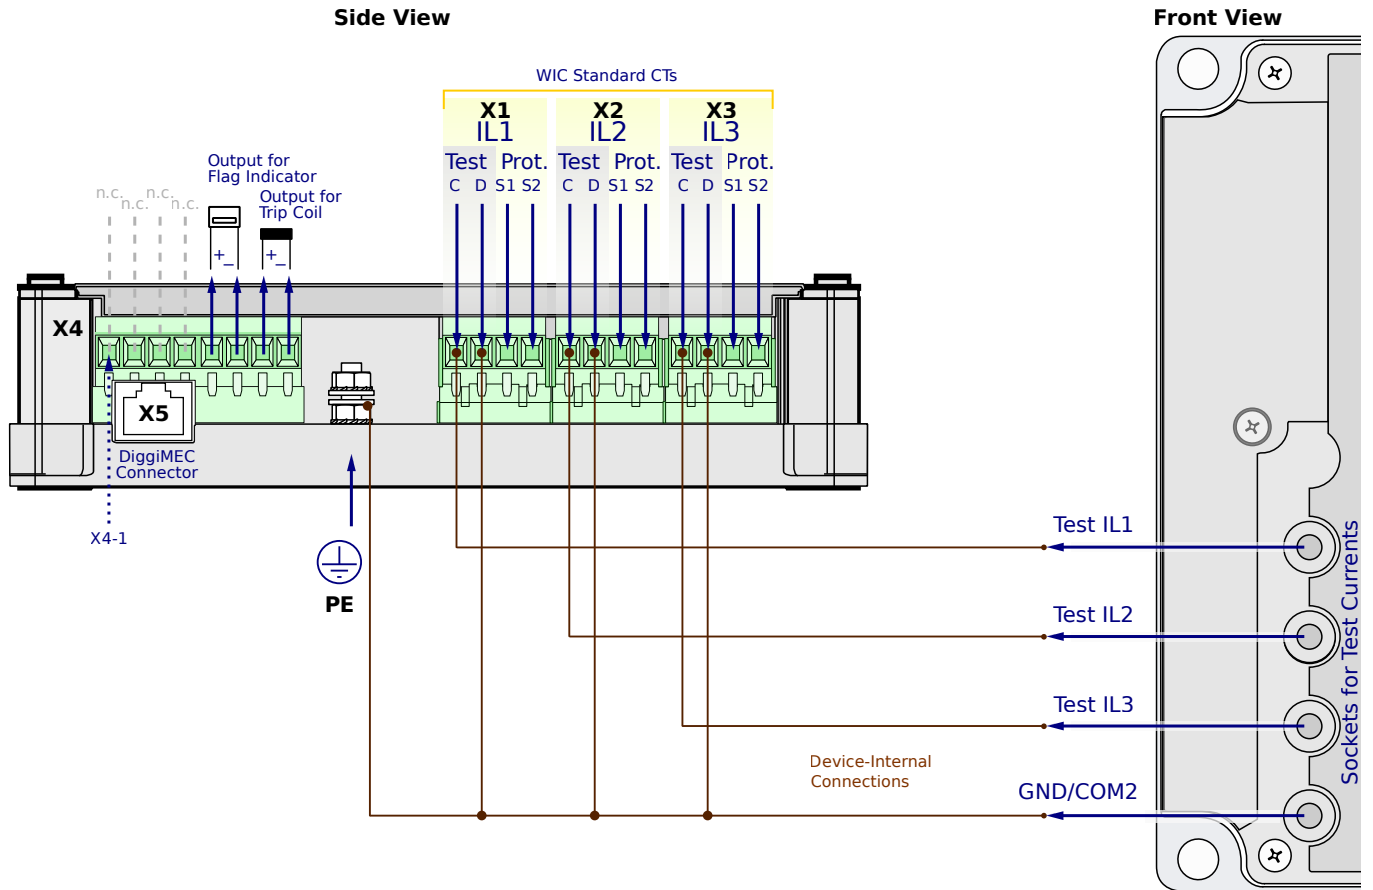 Side View
Front View
WIC Standard CTs
X1 X2 X3
IL1 IL2 IL3
Test Prot. Test Prot. Test Prot.
C D S1 S2 C D S1 S2 C D S1 S2
Output for
Flag Indicator
Output for
Trip Coil
n.c. n.c. n.c. n.c.
+ − + −
X4
X5
DiggiMEC
Connector
X4-1
PE
Test IL1
Test IL2
Test IL3
GND/COM2
Device-Internal
Connections
Sockets for Test Currents